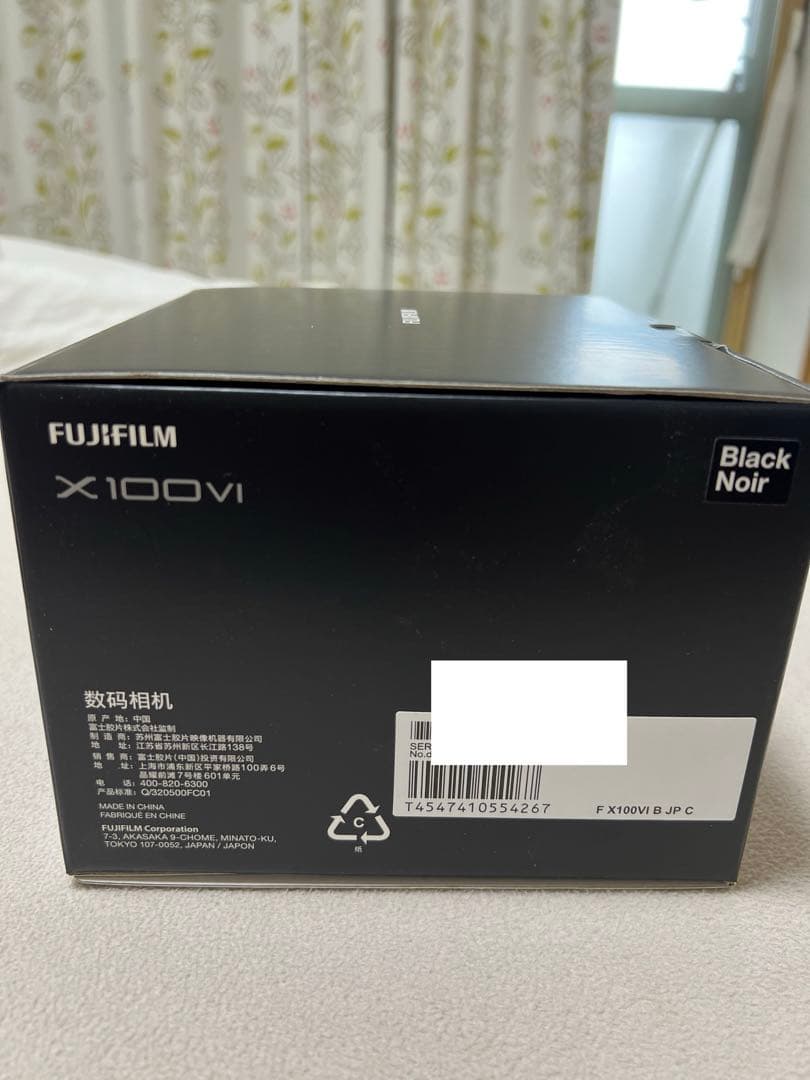 FUJIFILM
FUJIFILM
X100VI
Black
Noir
数码相机
原 产 地: 中国
富士胶片株式会社监制
制 造 商: 苏州富士胶片映像机器有限公司
地 址: 江苏省苏州新区长江路138号
销 售 商: 富士胶片(中国)投资有限公司
地 址: 上海市浦东新区平家桥路100弄6号
晶耀前滩7号楼601单元
电 话: 400-820-6300
产品标准: Q/320500FC01
MADE IN CHINA
FABRIQUÉ EN CHINE
FUJIFILM Corporation
7-3, AKASAKA 9-CHOME, MINATO-KU,
TOKYO 107-0052, JAPAN / JAPON
C
纸
SER
No.
T4547410554267
F X100VI B JP C